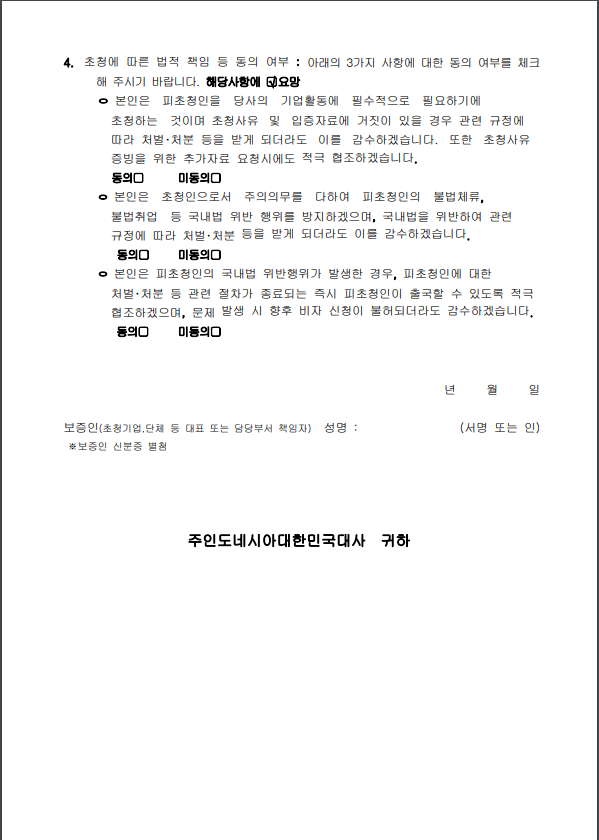 4. 초청에 따른 법적 책임 등 동의 여부 : 아래의 3가지 사항에 대한 동의 여부를 체크
해 주시기 바랍니다. 해당사항에 ☑요망
ㅇ 본인은 피초청인을 당사의 기업활동에 필수적으로 필요하기에
초청하는 것이며 초청사유 및 입증자료에 거짓이 있을 경우 관련 규정에
따라 처벌·처분 등을 받게 되더라도 이를 감수하겠습니다. 또한 초청사유
증빙을 위한 추가자료 요청시에도 적극 협조하겠습니다.
동의□ 미동의□
ㅇ 본인은 초청인으로서 주의의무를 다하여 피초청인의 불법체류,
불법취업 등 국내법 위반 행위를 방지하겠으며, 국내법을 위반하여 관련
규정에 따라 처벌·처분 등을 받게 되더라도 이를 감수하겠습니다.
동의□ 미동의□
ㅇ 본인은 피초청인의 국내법 위반행위가 발생한 경우, 피초청인에 대한
처벌·처분 등 관련 절차가 종료되는 즉시 피초청인이 출국할 수 있도록 적극
협조하겠으며, 문제 발생 시 향후 비자 신청이 불허되더라도 감수하겠습니다.
동의□ 미동의□
년 월 일
보증인(초청기업,단체 등 대표 또는 담당부서 책임자) 성명 : (서명 또는 인)
※보증인 신분증 별첨
주인도네시아대한민국대사 귀하